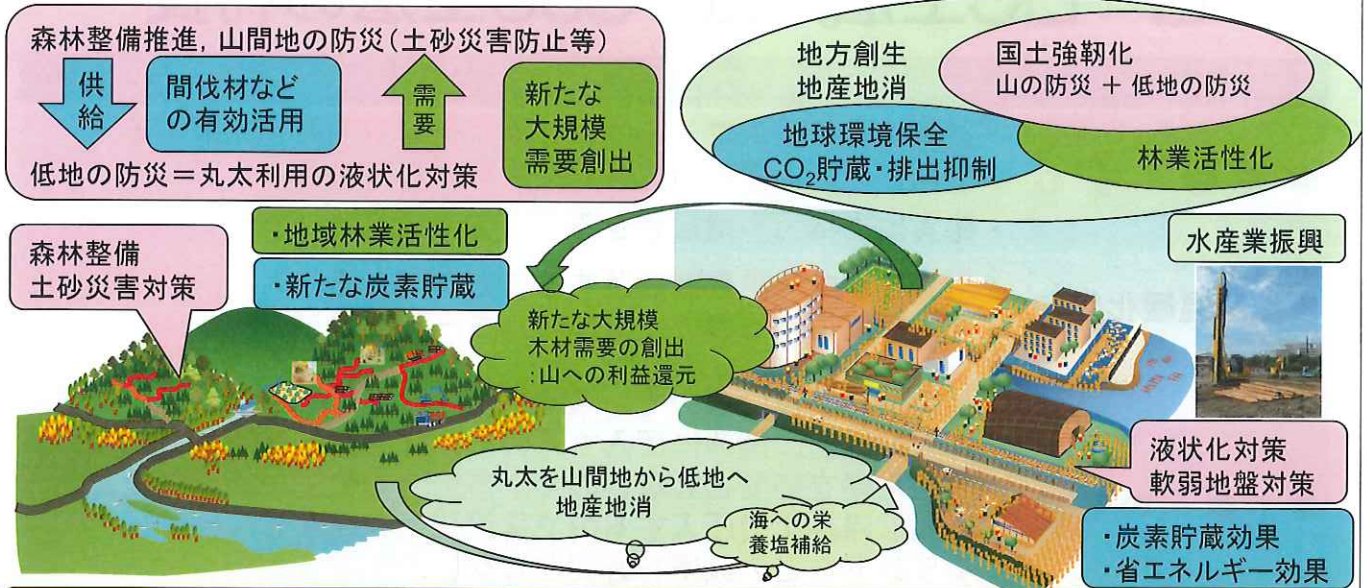 森林整備推進, 山間地の防災(土砂災害防止等)
供給
間伐材など
の有効活用
需要
新たな
大規模
需要創出
低地の防災=丸太利用の液状化対策
地方創生
地産地消
国土強靭化
山の防災 + 低地の防災
地球環境保全
CO₂貯蔵・排出抑制
林業活性化
森林整備
土砂災害対策
・地域林業活性化
・新たな炭素貯蔵
水産業振興
新たな大規模
木材需要の創出
:山への利益還元
丸太を山間地から低地へ
地産地消
海への栄
養塩補給
液状化対策
軟弱地盤対策
・炭素貯蔵効果
・省エネルギー効果